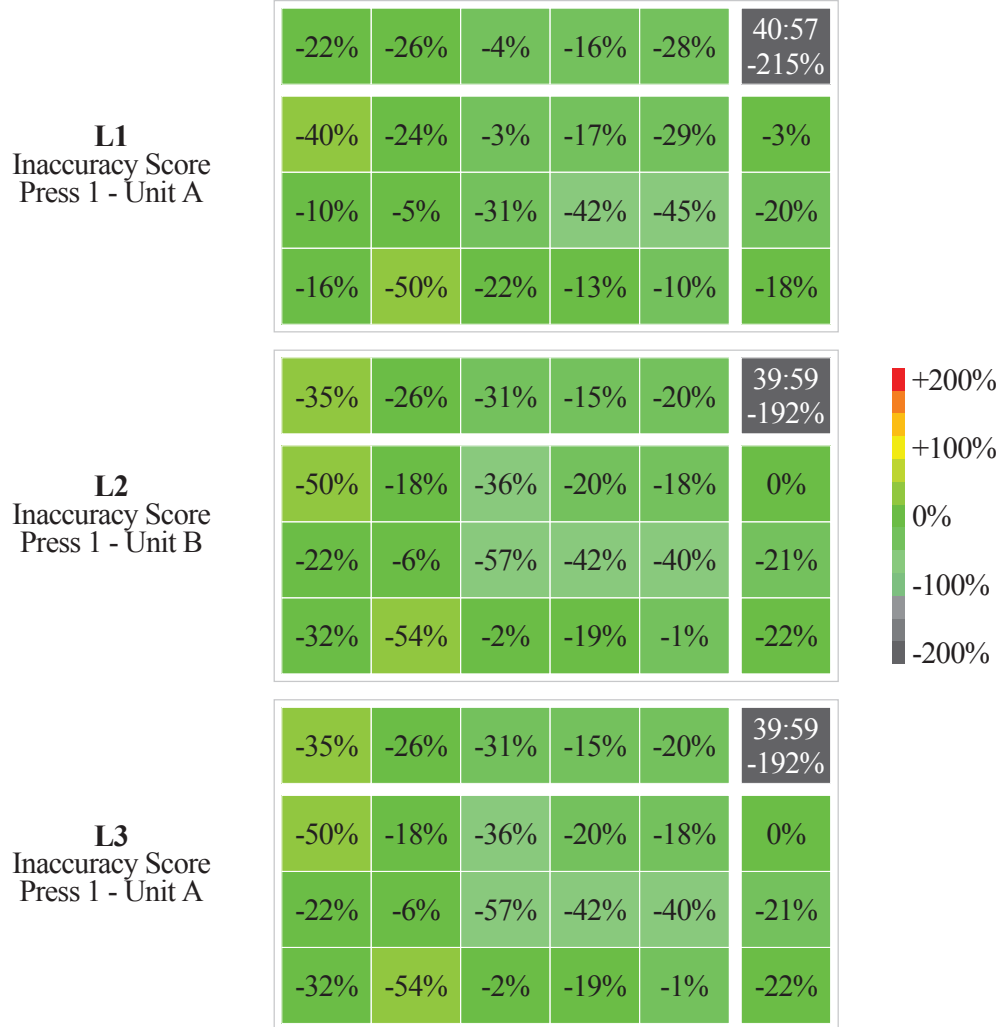 -22% -26% -4% -16% -28% 40:57
-215%
L1
Inaccuracy Score
Press 1 - Unit A
-40% -24% -3% -17% -29% -3%
-10% -5% -31% -42% -45% -20%
-16% -50% -22% -13% -10% -18%
-35% -26% -31% -15% -20% 39:59
-192%
L2
Inaccuracy Score
Press 1 - Unit B
-50% -18% -36% -20% -18% 0%
-22% -6% -57% -42% -40% -21%
-32% -54% -2% -19% -1% -22%
+200%
+100%
0%
-100%
-200%
-35% -26% -31% -15% -20% 39:59
-192%
L3
Inaccuracy Score
Press 1 - Unit A
-50% -18% -36% -20% -18% 0%
-22% -6% -57% -42% -40% -21%
-32% -54% -2% -19% -1% -22%